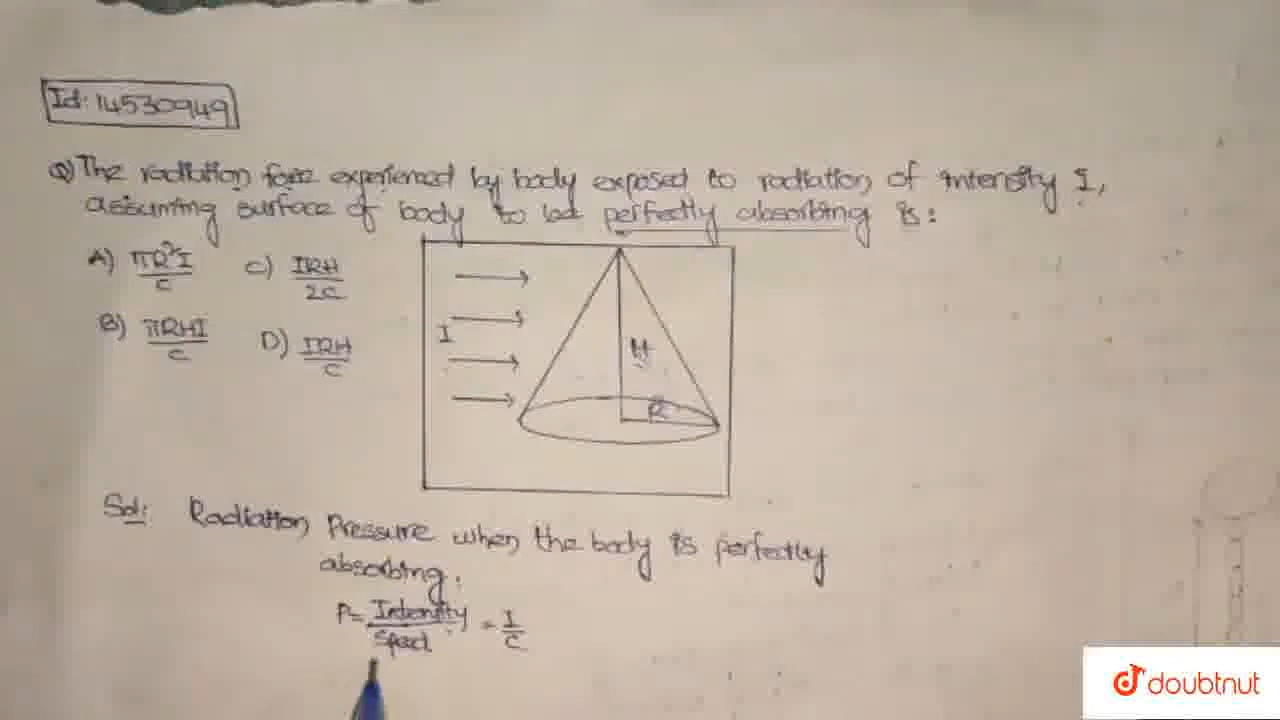 Id: 14530949
Q) The radiation force experienced by body exposed to radiation of intensity I,
assuming surface of body to be perfectly absorbing is:
A) πR²I/C C) IRH/2C
B) πRHI/C D) IRH/C
I
H
R
Sol: Radiation Pressure when the body is perfectly
absorbing.
P = Intensity/Speed = I/C
doubtnut